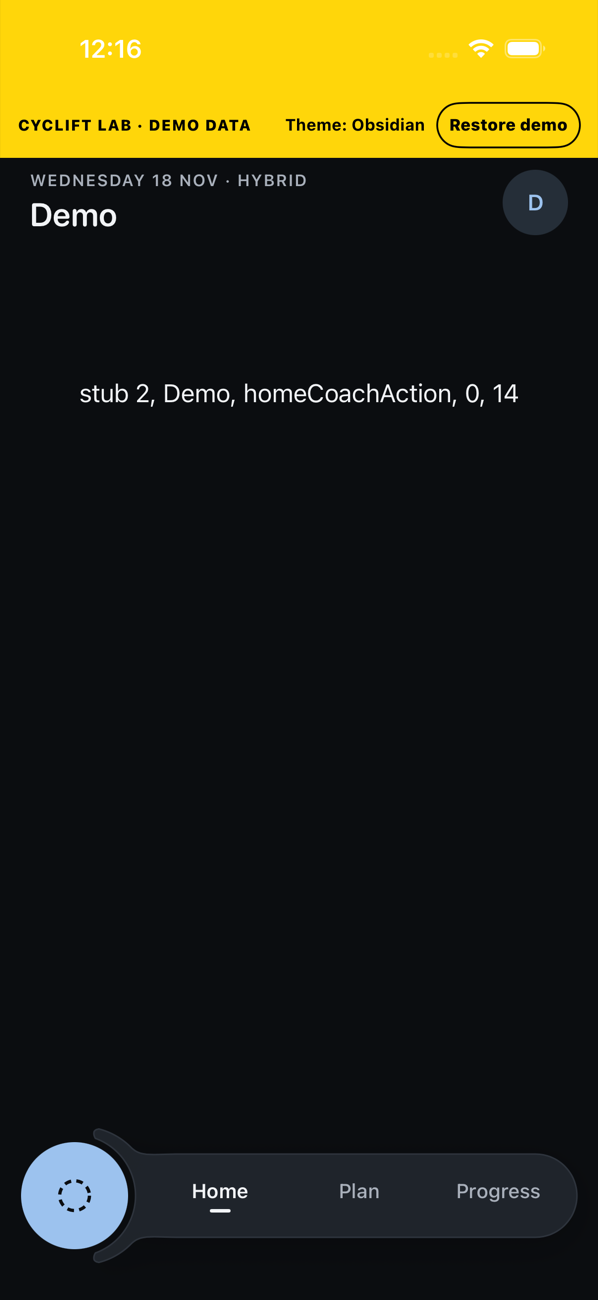 12:16
CYCLIFT LAB · DEMO DATA
Theme: Obsidian
Restore demo
WEDNESDAY 18 NOV · HYBRID
Demo
D
stub 2, Demo, homeCoachAction, 0, 14
Home
Plan
Progress